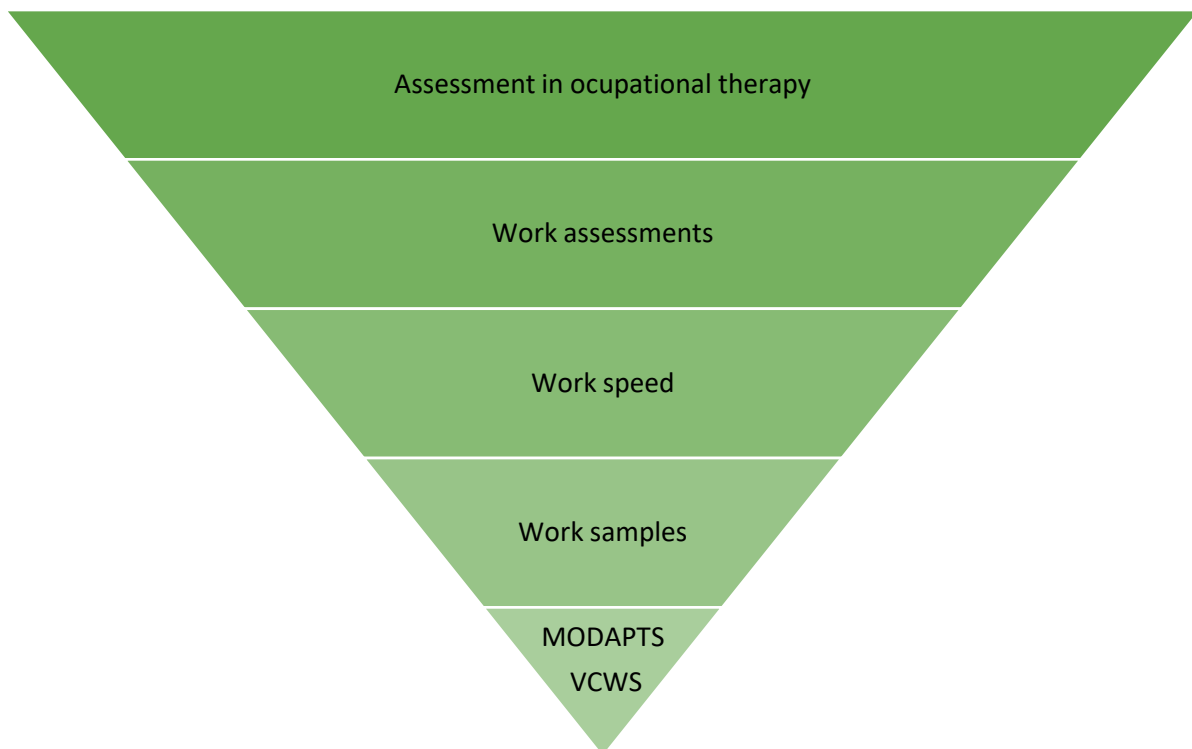 Assessment in ocupational therapy
Work assessments
Work speed
Work samples
MODAPTS
VCWS